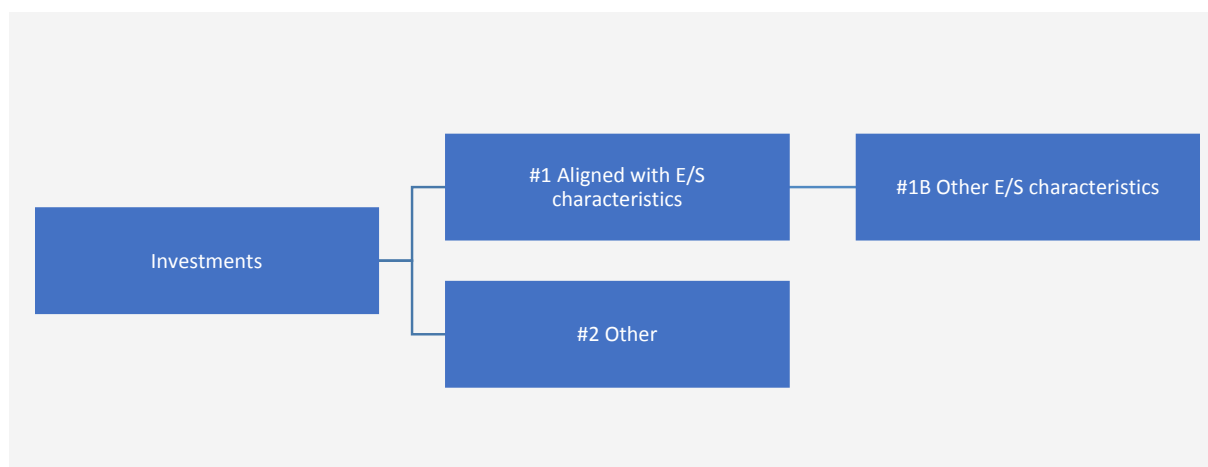 Investments
#1 Aligned with E/S
characteristics
#1B Other E/S characteristics
#2 Other